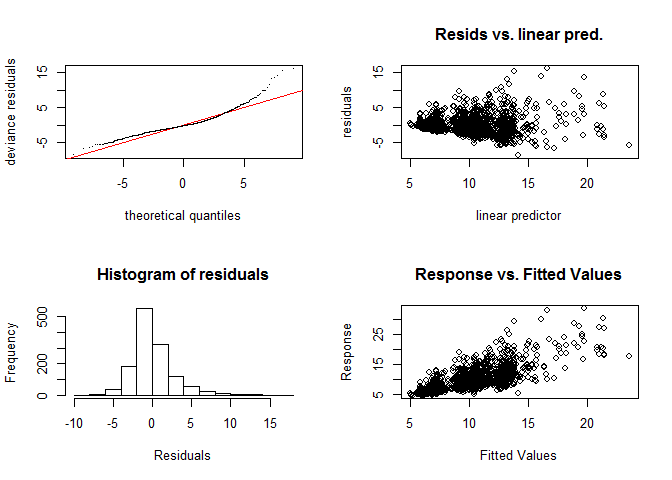 deviance residuals
15
5
-5
-5
0
5
theoretical quantiles
Resids vs. linear pred.
residuals
15
5
-5
5
10
15
20
linear predictor
Histogram of residuals
Frequency
500
200
0
-10
-5
0
5
10
15
Residuals
Response vs. Fitted Values
Response
25
15
5
5
10
15
20
Fitted Values